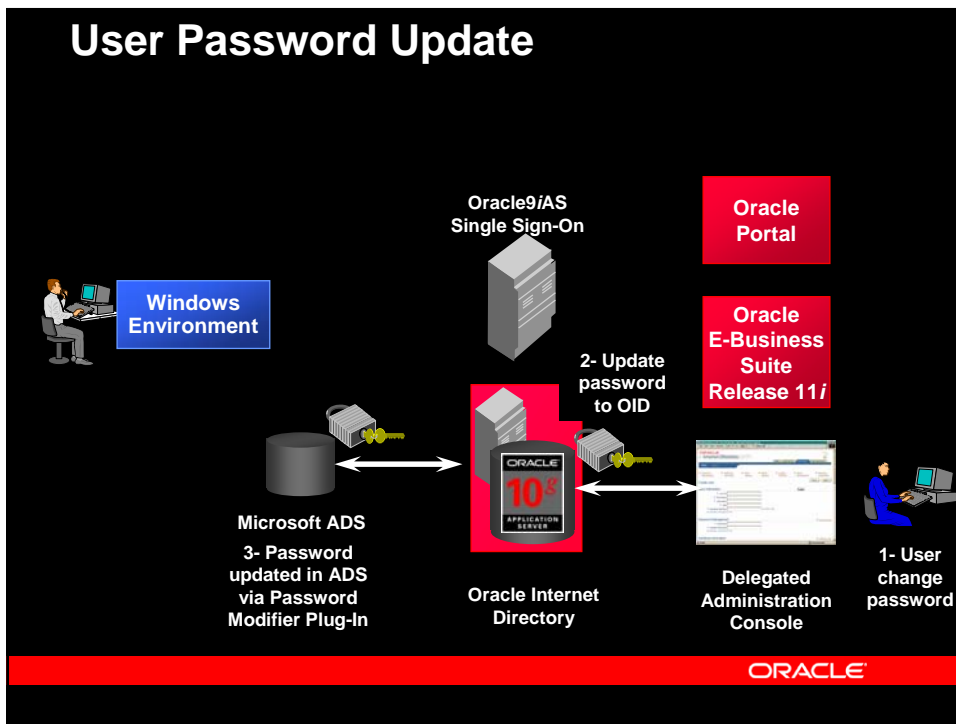 User Password Update
Oracle9iAS
Single Sign-On
Oracle
Portal
Windows
Environment
Oracle
E-Business
Suite
Release 11i
2- Update
password
to OID
ORACLE
10g
APPLICATION
SERVER
Microsoft ADS
3- Password
updated in ADS
via Password
Modifier Plug-In
Oracle Internet
Directory
Delegated
Administration
Console
1- User
change
password
ORACLE